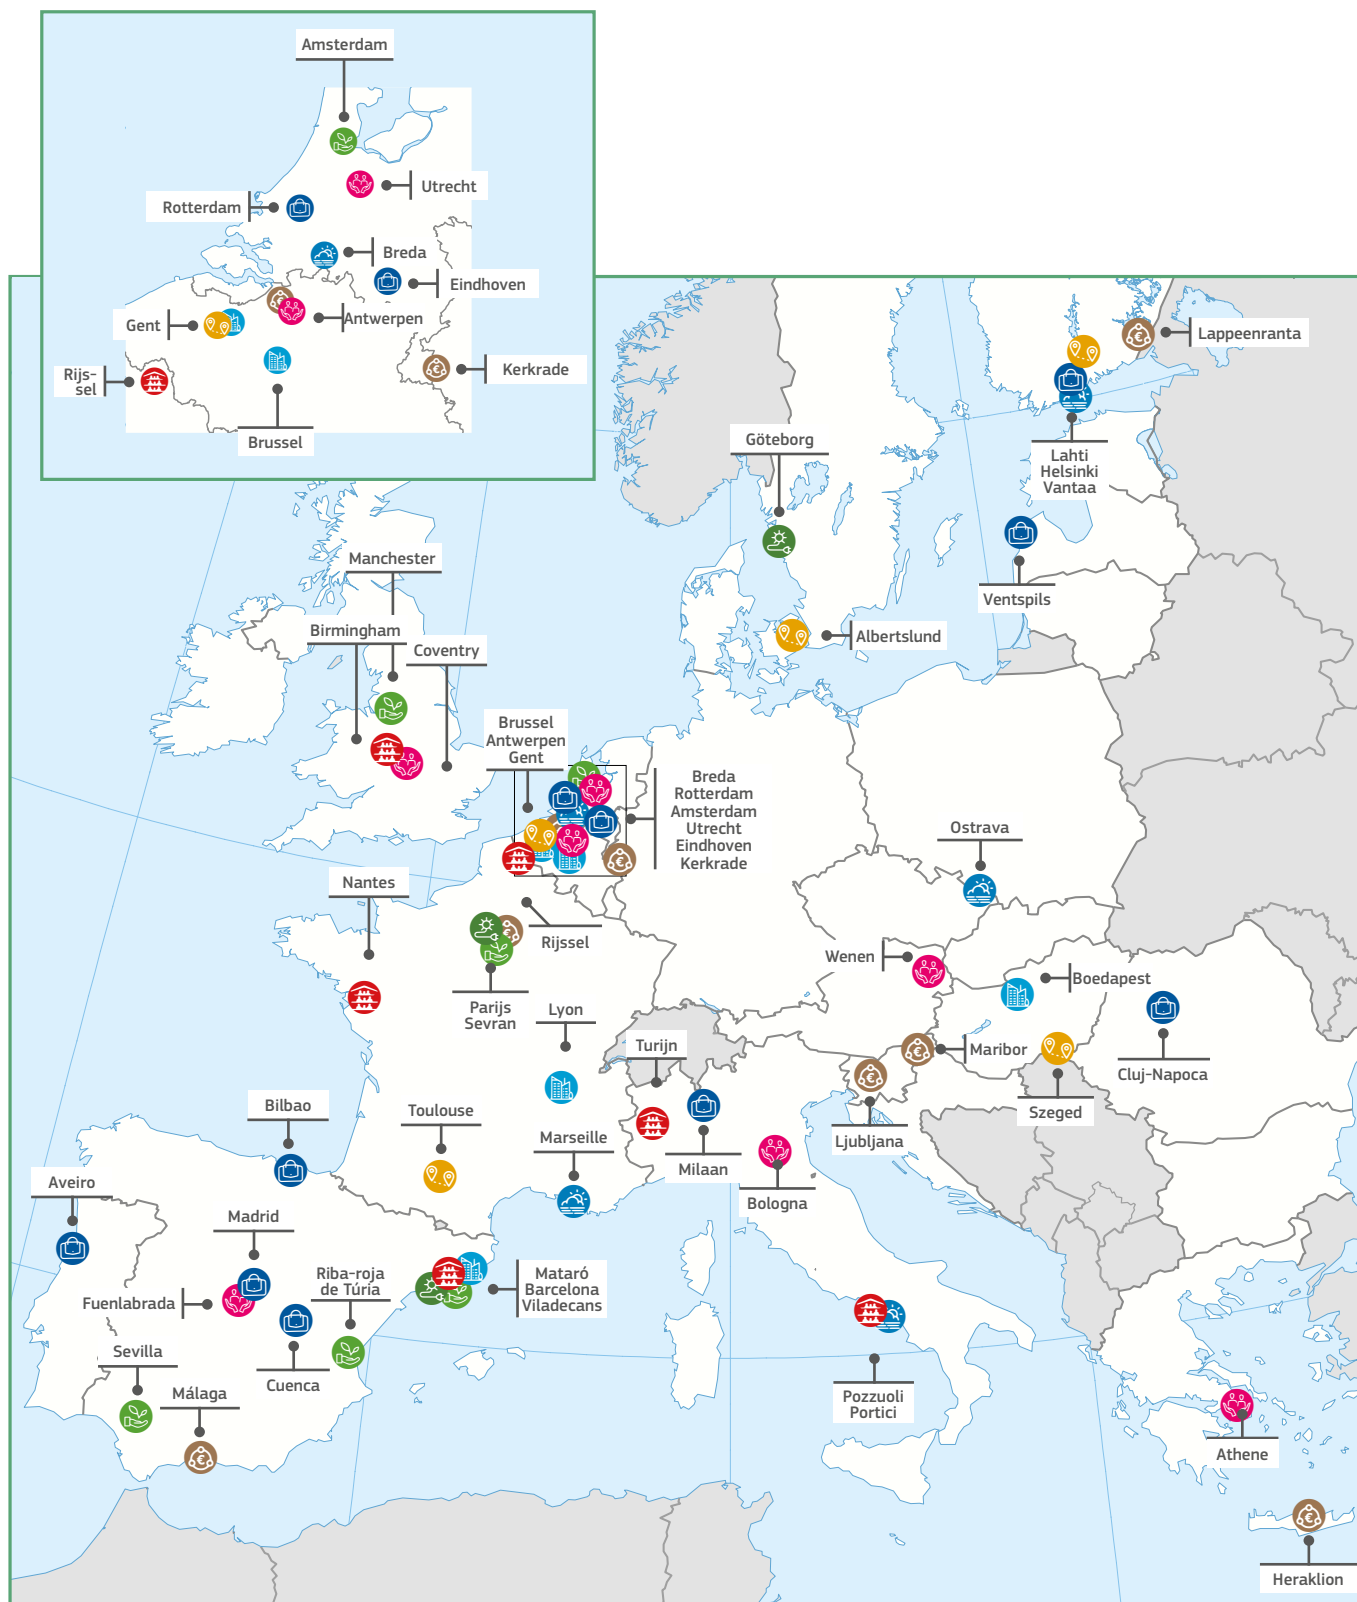 Amsterdam
Utrecht
Rotterdam
Breda
Eindhoven
Gent
Antwerpen
Rijs-
sel
Kerkrade
Brussel
Lappeenranta
Göteborg
Lahti
Helsinki
Vantaa
Manchester
Ventspils
Birmingham
Coventry
Albertslund
Brussel
Antwerpen
Gent
Breda
Rotterdam
Amsterdam
Utrecht
Eindhoven
Kerkrade
Ostrava
Nantes
Rijssel
Wenen
Boedapest
Parijs
Sevran
Lyon
Turijn
Maribor
Cluj-Napoca
Bilbao
Toulouse
Szeged
Marseille
Ljubljana
Milaan
Aveiro
Bologna
Madrid
Riba-roja
de Túria
Mataró
Barcelona
Viladecans
Fuenlabrada
Sevilla
Cuenca
Málaga
Pozzuoli
Portici
Athene
Heraklion